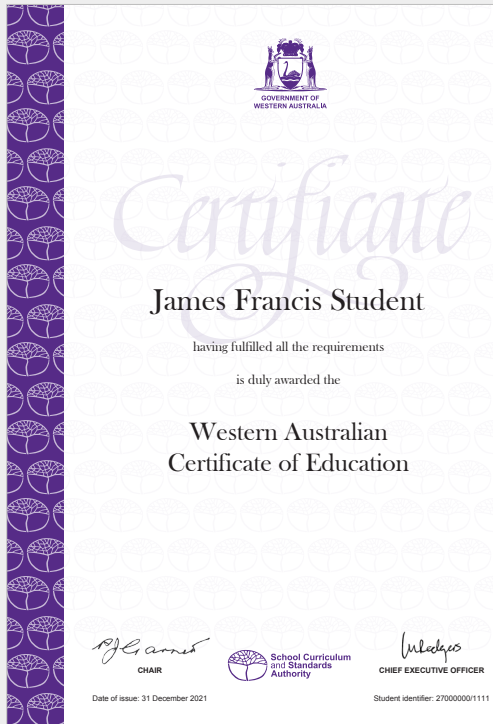 GOVERNMENT OF
WESTERN AUSTRALIA
Certificate
James Francis Student
having fulfilled all the requirements
is duly awarded the
Western Australian
Certificate of Education
CHAIR
School Curriculum
and Standards
Authority
CHIEF EXECUTIVE OFFICER
Date of issue: 31 December 2021
Student identifier: 27000000/1111